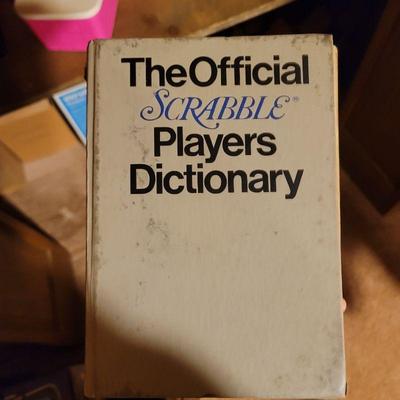 The Official
SCRABBLE®
Players
Dictionary